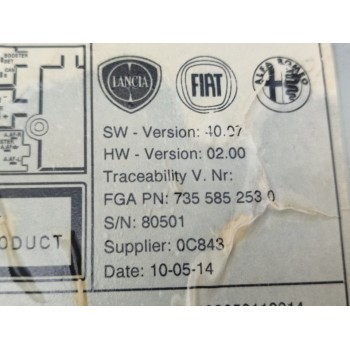 LANCIA
FIAT
ALFA ROMEO
SW - Version: 40.07
HW - Version: 02.00
Traceability V. Nr:
FGA PN: 735 585 253 0
S/N: 80501
Supplier: 0C843
Date: 10-05-14
RODUCT